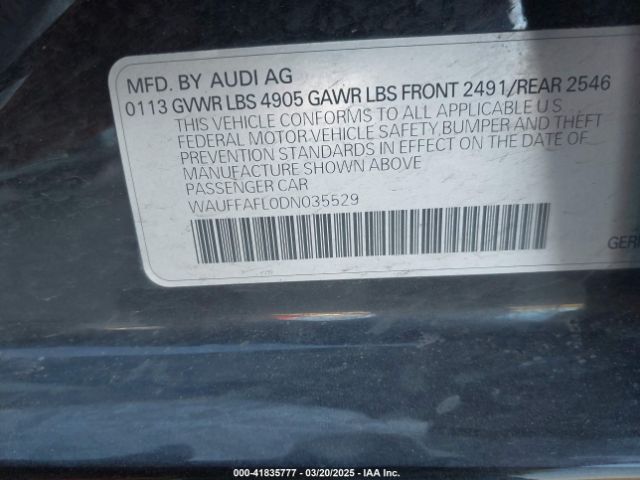 MFD. BY AUDI AG
0113 GVWR LBS 4905 GAWR LBS FRONT 2491/REAR 2546
THIS VEHICLE CONFORMS TO ALL APPLICABLE U S
FEDERAL MOTOR VEHICLE SAFETY, BUMPER AND THEFT
PREVENTION STANDARDS IN EFFECT ON THE DATE OF
MANUFACTURE SHOWN ABOVE
PASSENGER CAR
WAUFFAFL0DN035529
GER
000-41835777 - 03/20/2025 - IAA Inc.